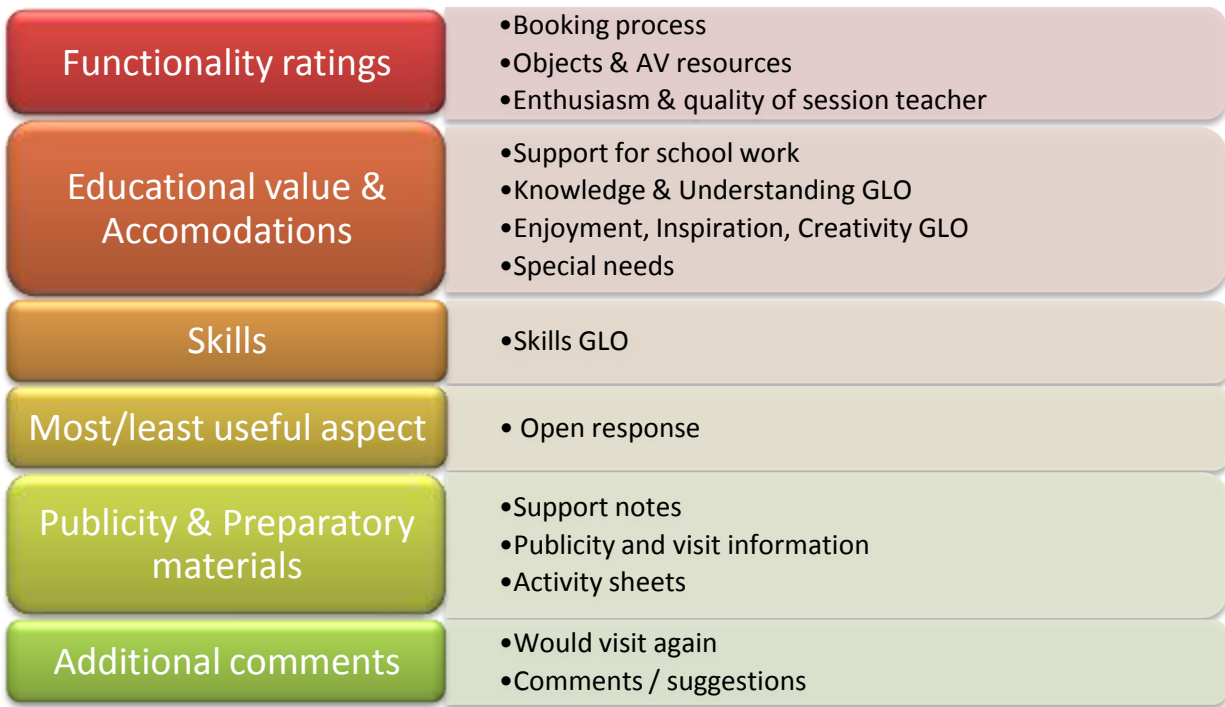 Functionality ratings
•Booking process
•Objects & AV resources
•Enthusiasm & quality of session teacher
Educational value &
Accomodations
•Support for school work
•Knowledge & Understanding GLO
•Enjoyment, Inspiration, Creativity GLO
•Special needs
Skills
•Skills GLO
Most/least useful aspect
• Open response
Publicity & Preparatory
materials
•Support notes
•Publicity and visit information
•Activity sheets
Additional comments
•Would visit again
•Comments / suggestions